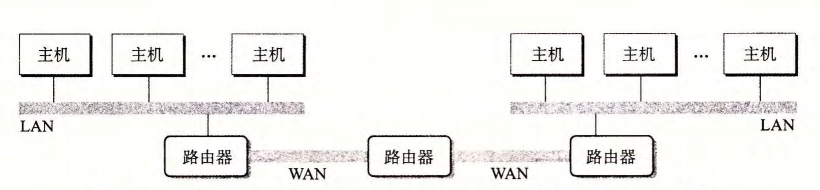 主机 主机 ... 主机 主机 主机 ... 主机
LAN LAN
路由器 路由器 路由器
WAN WAN